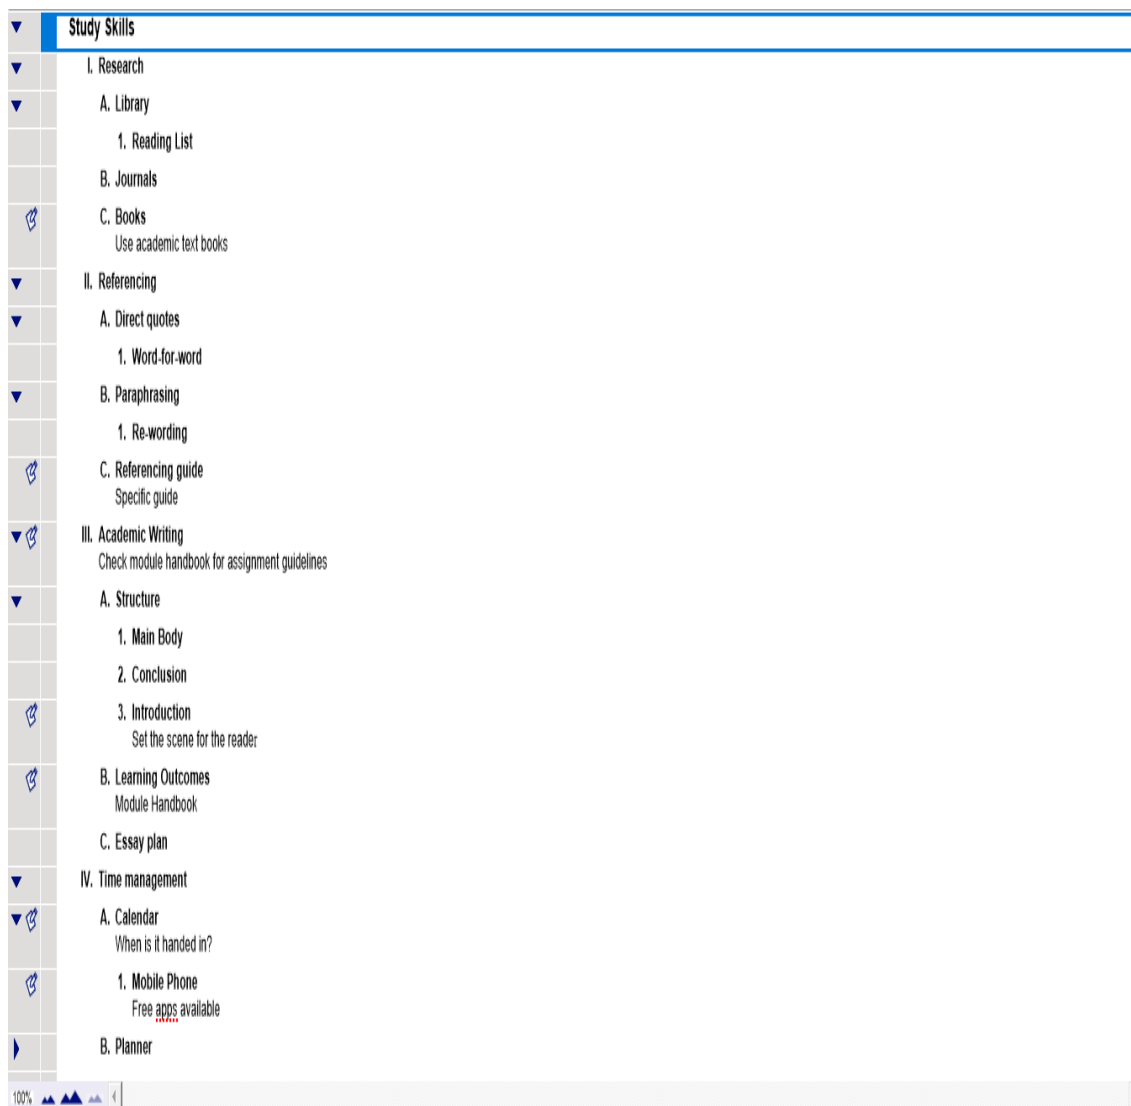 Study Skills
I. Research
A. Library
1. Reading List
B. Journals
C. Books
Use academic text books
II. Referencing
A. Direct quotes
1. Word-for-word
B. Paraphrasing
1. Re-wording
C. Referencing guide
Specific guide
III. Academic Writing
Check module handbook for assignment guidelines
A. Structure
1. Main Body
2. Conclusion
3. Introduction
Set the scene for the reader
B. Learning Outcomes
Module Handbook
C. Essay plan
IV. Time management
A. Calendar
When is it handed in?
1. Mobile Phone
Free apps available
B. Planner
100%